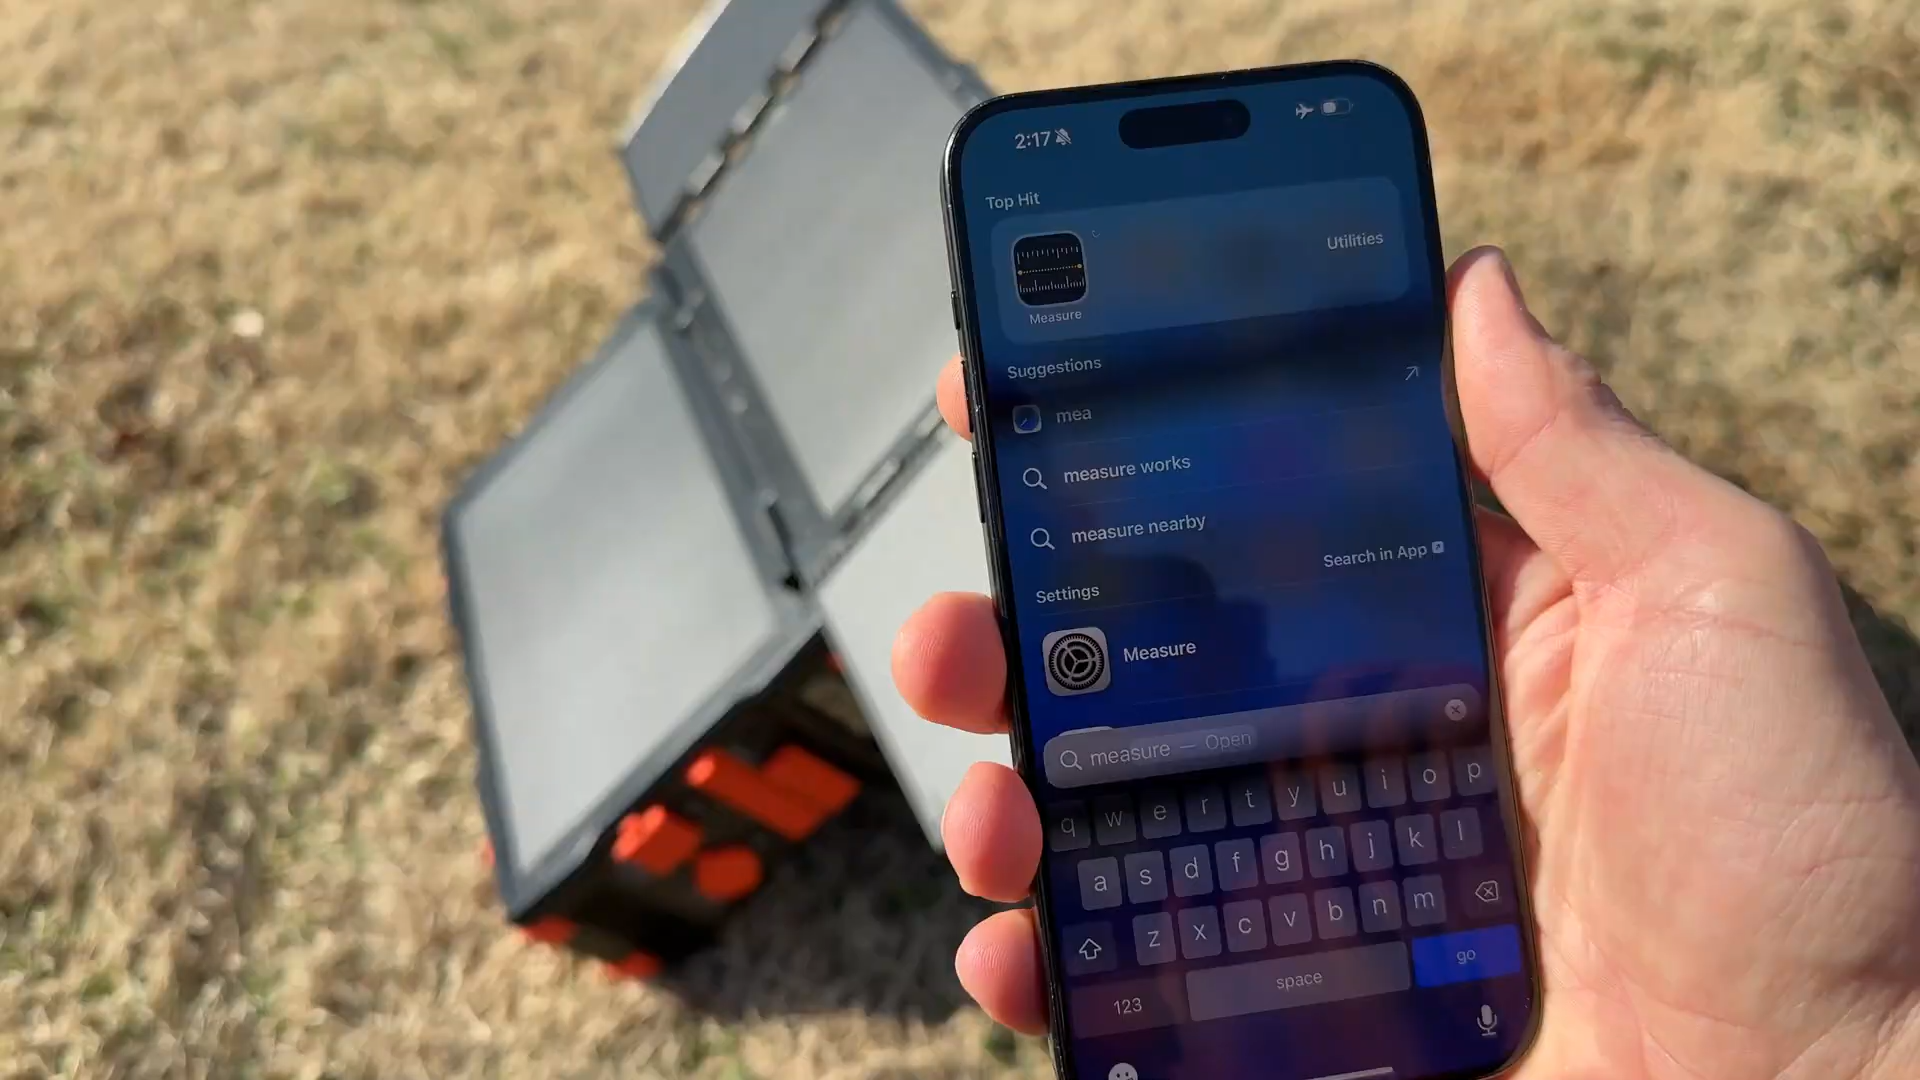 2:17
Top Hit
Utilities
Measure
Suggestions
mea
measure works
measure nearby
Search in App
Settings
Measure
measure — Open
q w e r t y u i o p
a s d f g h j k l
z x c v b n m
123 space go